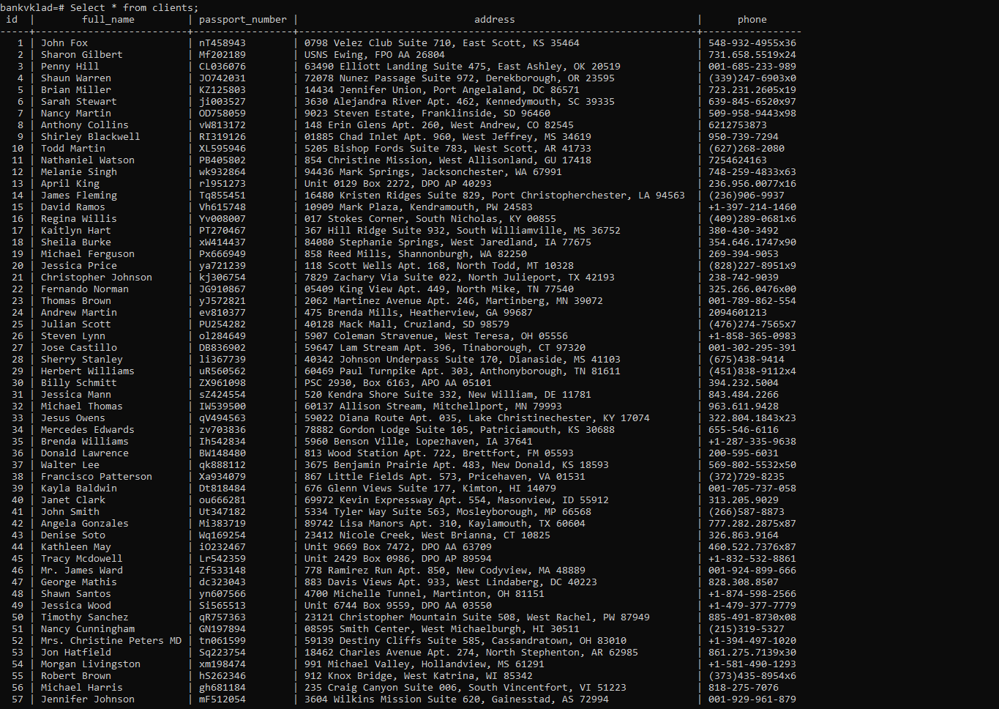 bankvklad=# Select * from clients;
id | full_name | passport_number | address | phone
1 | John Fox | nT458943 | 0798 Velez Club Suite 710, East Scott, KS 35464 | 548-932-4955x36
2 | Sharon Gilbert | Mf202189 | USNS Ewing, FPO AA 26804 | 731.658.5519x24
3 | Penny Hill | CL036076 | 63490 Elliott Landing Suite 475, East Ashley, OK 20519 | 001-685-233-989
4 | Shaun Warren | JO742031 | 72078 Nunez Passage Suite 972, Derekborough, OR 23595 | (339)247-6903x0
5 | Brian Miller | KZ125803 | 14434 Jennifer Union, Port Angelaland, DC 86571 | 723.231.2605x19
6 | Sarah Stewart | ji003527 | 3630 Alejandra River Apt. 462, Kennedymouth, SC 39335 | 639-845-6520x97
7 | Nancy Martin | OD758059 | 9023 Steven Estate, Franklinside, SD 96460 | 509-958-9443x98
8 | Anthony Collins | vW813172 | 148 Erin Glens Apt. 260, West Andrew, CO 82545 | 6212753873
9 | Shirley Blackwell | RI319126 | 01885 Chad Inlet Apt. 960, West Jeffrey, MS 34619 | 950-739-7294
10 | Todd Martin | XL595946 | 5205 Bishop Fords Suite 783, West Scott, AR 41733 | (627)268-2080
11 | Nathaniel Watson | PB405802 | 854 Christine Mission, West Allisonland, GU 17418 | 7254624163
12 | Melanie Singh | wk932864 | 94436 Mark Springs, Jacksonchester, WA 67991 | 748-259-4833x63
13 | April King | rl951273 | Unit 0129 Box 2272, DPO AP 40293 | 236.956.0077x16
14 | James Fleming | Tq855451 | 16480 Kristen Ridges Suite 829, Port Christopherchester, LA 94563 | (236)906-9937
15 | David Ramos | Vh615748 | 10909 Mark Plaza, Kendramouth, PW 24583 | +1-397-214-1460
16 | Regina Willis | Yv008007 | 017 Stokes Corner, South Nicholas, KY 00855 | (409)289-0681x6
17 | Kaitlyn Hart | PT270467 | 367 Hill Ridge Suite 932, South Williamville, MS 36752 | 380-430-3492
18 | Sheila Burke | xW414437 | 84080 Stephanie Springs, West Jaredland, IA 77675 | 354.646.1747x90
19 | Michael Ferguson | Px666949 | 858 Reed Mills, Shannonburgh, WA 82250 | 269-394-9053
20 | Jessica Price | ya721239 | 118 Scott Wells Apt. 168, North Todd, MT 10328 | (828)227-8951x9
21 | Christopher Johnson | kj306754 | 7829 Zachary Via Suite 022, North Julieport, TX 42193 | 238-742-9039
22 | Fernando Norman | JG910867 | 05409 King View Apt. 449, North Mike, TN 77540 | 325.266.0476x00
23 | Thomas Brown | yJ572821 | 2062 Martinez Avenue Apt. 246, Martinberg, MN 39072 | 001-789-862-554
24 | Andrew Martin | ev810377 | 475 Brenda Mills, Heatherview, GA 99687 | 2094601213
25 | Julian Scott | PU254282 | 40128 Mack Mall, Cruzland, SD 98579 | (476)274-7565x7
26 | Steven Lynn | ol284649 | 5907 Coleman Stravenue, West Teresa, OH 05556 | +1-858-365-0983
27 | Jose Castillo | DB836902 | 59647 Lam Stream Apt. 396, Tinaborough, CT 97320 | 001-302-295-391
28 | Sherry Stanley | li367739 | 40342 Johnson Underpass Suite 170, Dianaside, MS 41103 | (675)438-9414
29 | Herbert Williams | uR560562 | 60469 Paul Turnpike Apt. 303, Anthonyborough, TN 81611 | (451)838-9112x4
30 | Billy Schmitt | ZX961098 | PSC 2930, Box 6163, APO AA 05101 | 394.232.5004
31 | Jessica Mann | sZ424554 | 520 Kendra Shore Suite 332, New William, DE 11781 | 843.484.2266
32 | Michael Thomas | IW539500 | 60137 Allison Stream, Mitchellport, MN 79993 | 963.611.9428
33 | Jesus Owens | qV494563 | 59022 Diana Route Apt. 035, Lake Christinechester, KY 17074 | 322.804.1843x23
34 | Mercedes Edwards | zv703836 | 78882 Gordon Lodge Suite 105, Patriciamouth, KS 30688 | 655-546-6116
35 | Brenda Williams | Ih542834 | 5960 Benson Ville, Lopezhaven, IA 37641 | +1-287-335-9638
36 | Donald Lawrence | BW148480 | 813 Wood Station Apt. 722, Brettfort, FM 05593 | 200-595-6031
37 | Walter Lee | qk888112 | 3675 Benjamin Prairie Apt. 483, New Donald, KS 18593 | 569-802-5532x50
38 | Francisco Patterson | Xa934079 | 867 Little Fields Apt. 573, Pricehaven, VA 01531 | (372)729-8235
39 | Kayla Baldwin | Dt818484 | 676 Glenn Views Suite 177, Kimton, HI 14079 | 001-705-737-058
40 | Janet Clark | ou666281 | 69972 Kevin Expressway Apt. 554, Masonview, ID 55912 | 313.205.9029
41 | John Smith | Ut347182 | 5334 Tyler Way Suite 563, Mosleyborough, MP 66568 | (266)587-8873
42 | Angela Gonzales | Mi383719 | 89742 Lisa Manors Apt. 310, Kaylamouth, TX 60604 | 777.282.2875x87
43 | Denise Soto | Wq169254 | 23412 Nicole Creek, West Brianna, CT 10825 | 326.863.9164
44 | Kathleen May | iO232467 | Unit 9669 Box 7472, DPO AA 63709 | 460.522.7376x87
45 | Tracy Mcdowell | Lr542359 | Unit 2429 Box 0986, DPO AP 89594 | +1-832-532-8861
46 | Mr. James Ward | Zf533148 | 778 Ramirez Run Apt. 850, New Codyview, MA 48889 | 001-924-899-666
47 | George Mathis | dc323043 | 883 Davis Views Apt. 933, West Lindaberg, DC 40223 | 828.308.8507
48 | Shawn Santos | yn607566 | 4700 Michelle Tunnel, Martinton, OH 81151 | +1-874-598-2566
49 | Jessica Wood | Si565513 | Unit 6744 Box 9559, DPO AA 03550 | +1-479-377-7779
50 | Timothy Sanchez | qR757363 | 23121 Christopher Mountain Suite 508, West Rachel, PW 87949 | 885-491-8730x08
51 | Nancy Cunningham | GN197894 | 08595 Smith Center, West Michaelburgh, HI 30511 | (215)319-5327
52 | Mrs. Christine Peters MD | tn061599 | 59139 Destiny Cliffs Suite 585, Cassandratown, OH 83010 | +1-394-497-1020
53 | Jon Hatfield | Sq223754 | 18462 Charles Avenue Apt. 274, North Stephenton, AR 62985 | 861.275.7139x30
54 | Morgan Livingston | xm198474 | 991 Michael Valley, Hollandview, MS 61291 | +1-581-490-1293
55 | Robert Brown | hS262346 | 912 Knox Bridge, West Katrina, WI 85342 | (373)435-8954x6
56 | Michael Harris | gh681184 | 235 Craig Canyon Suite 006, South Vincentfort, VI 51223 | 818-275-7076
57 | Jennifer Johnson | mF512054 | 3604 Wilkins Mission Suite 620, Gainesstad, AS 72994 | 001-929-961-879